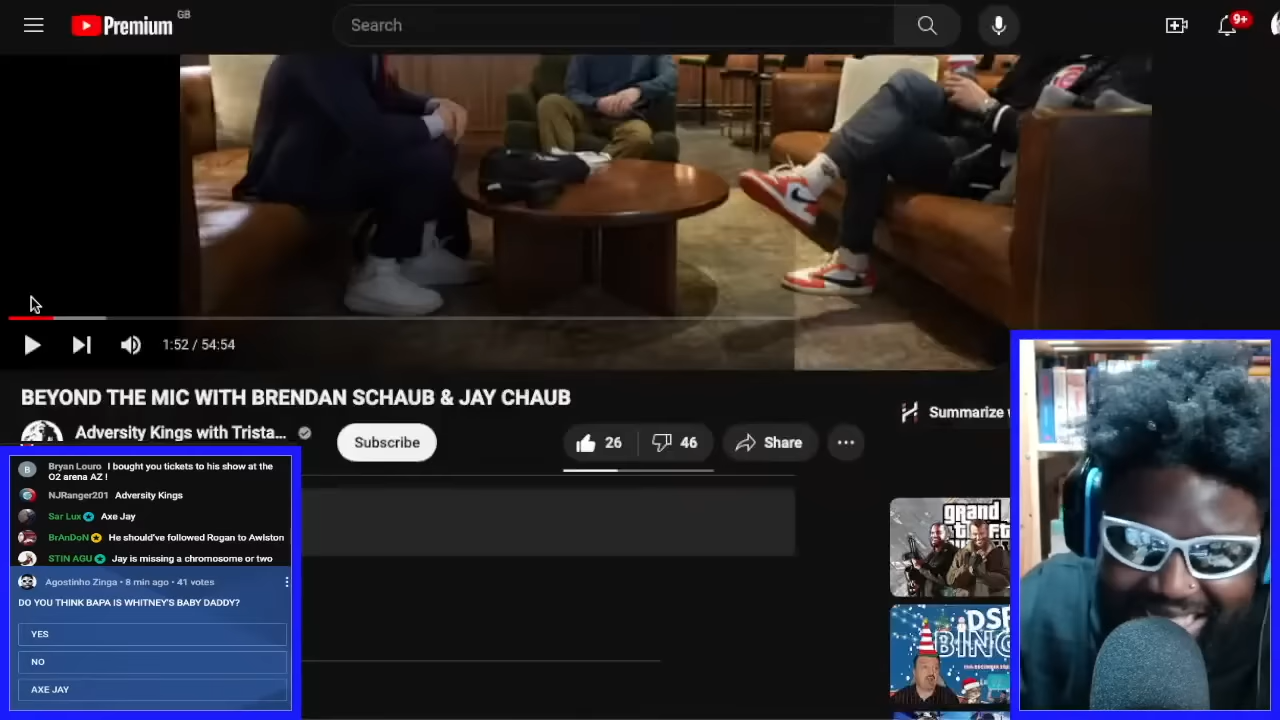 Premium GB
Search
9+
1:52 / 54:54
BEYOND THE MIC WITH BRENDAN SCHAUB & JAY CHAUB
Adversity Kings with Trista...
Subscribe
26
46
Share
Summarize
Bryan Louro I bought you tickets to his show at the
O2 arena AZ !
NJRanger201 Adversity Kings
Sar Lux Axe Jay
BrAnDoN He should've followed Rogan to Awlston
STIN AGU Jay is missing a chromosome or two
Agostinho Zinga • 8 min ago • 41 votes
DO YOU THINK BAPA IS WHITNEY'S BABY DADDY?
YES
NO
AXE JAY
grand
DSP
BING